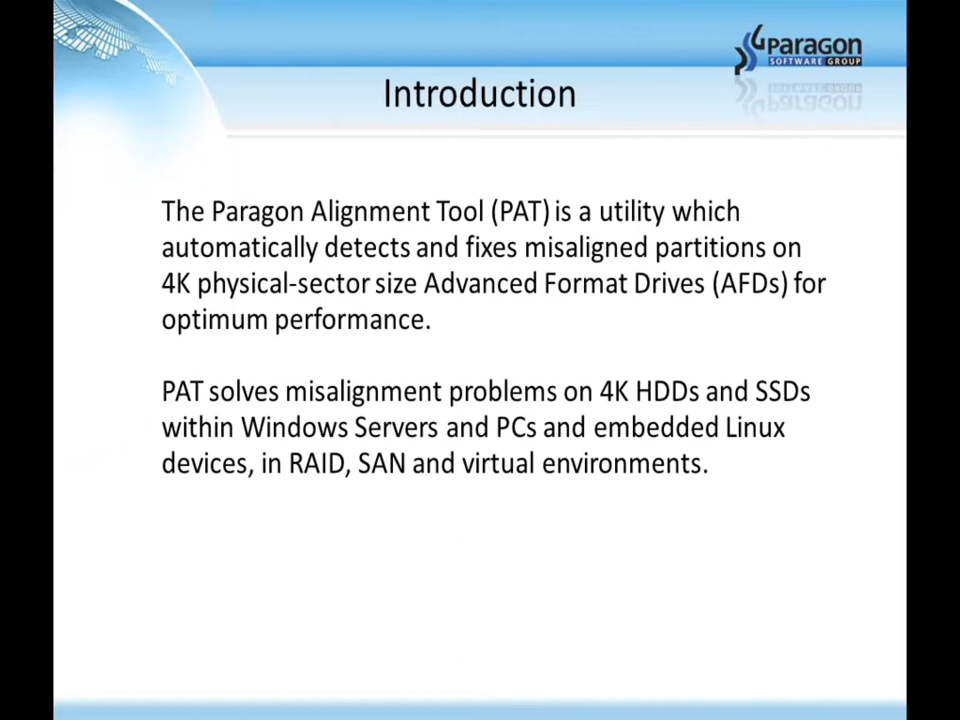 Paragon
SOFTWARE GROUP
Introduction
The Paragon Alignment Tool (PAT) is a utility which
automatically detects and fixes misaligned partitions on
4K physical-sector size Advanced Format Drives (AFDs) for
optimum performance.
PAT solves misalignment problems on 4K HDDs and SSDs
within Windows Servers and PCs and embedded Linux
devices, in RAID, SAN and virtual environments.